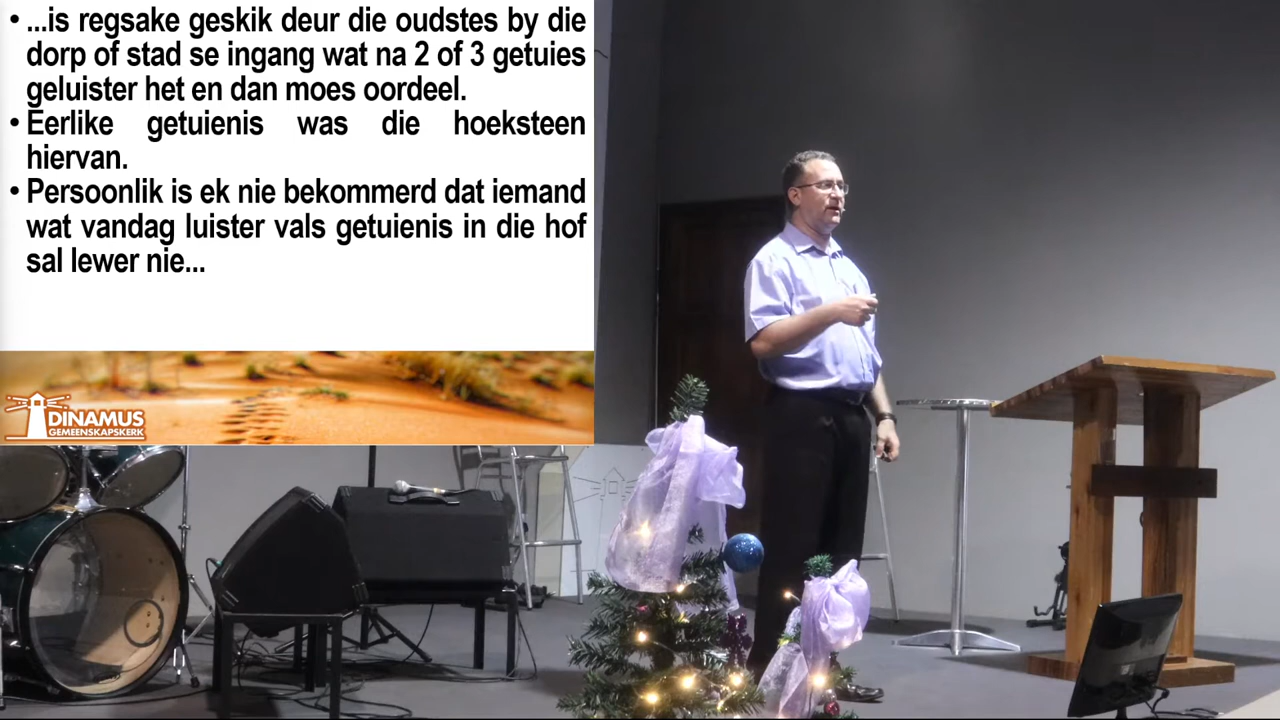 • ...is regsake geskik deur die oudstes by die
dorp of stad se ingang wat na 2 of 3 getuies
geluister het en dan moes oordeel.
• Eerlike getuienis was die hoeksteen
hiervan.
• Persoonlik is ek nie bekommerd dat iemand
wat vandag luister vals getuienis in die hof
sal lewer nie...
DINAMUS
GEMEENSKAPSKERK